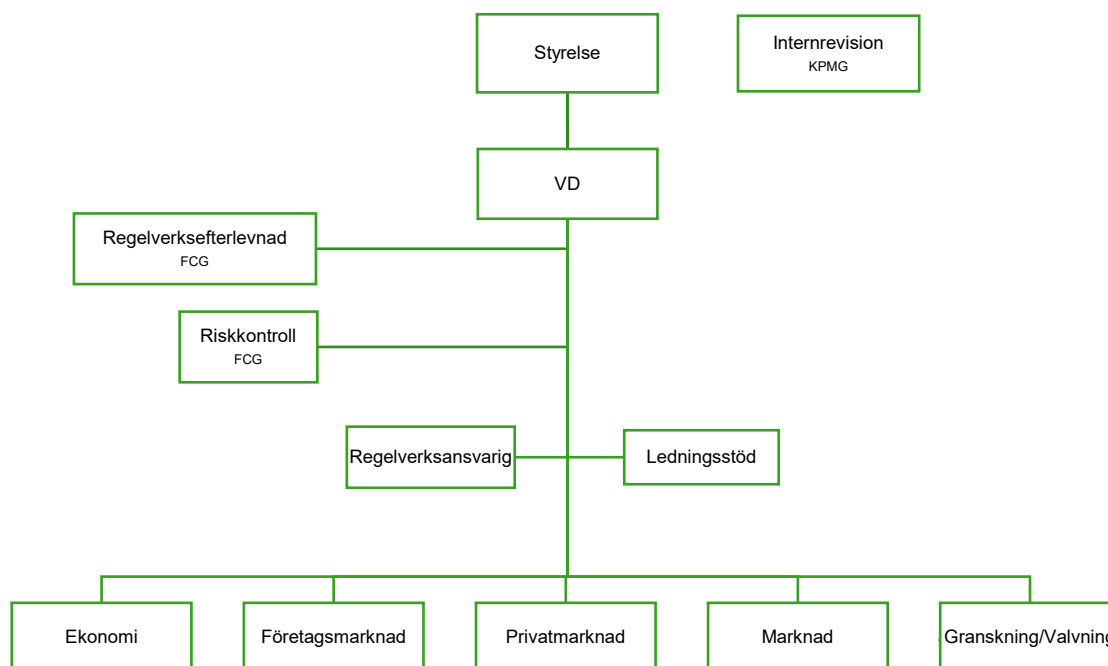 Styrelse
Internrevision
KPMG
VD
Regelverksefterlevnad
FCG
Riskkontroll
FCG
Regelverksansvarig
Ledningsstöd
Ekonomi
Företagsmarknad
Privatmarknad
Marknad
Granskning/Valvning